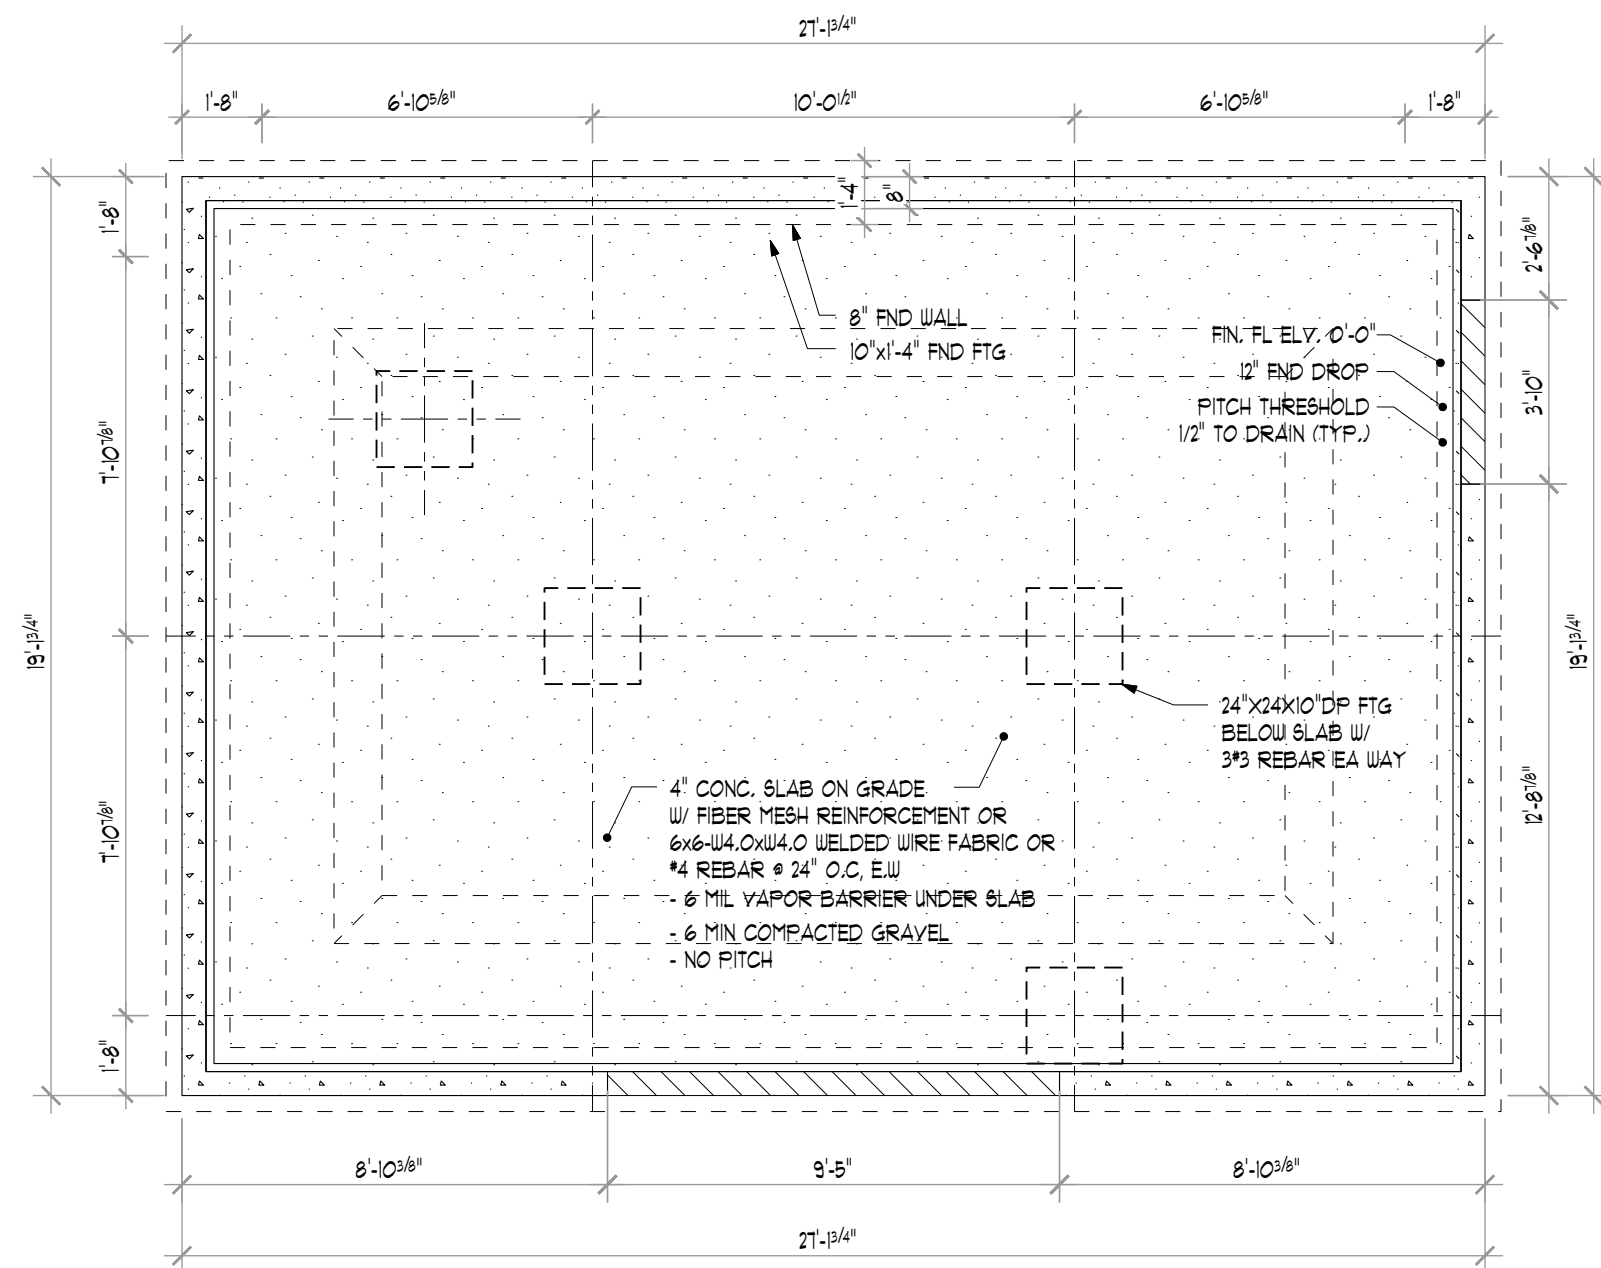 27'-1 3/4"
1'-8"
6'-10 5/8"
10'-0 1/2"
6'-10 5/8"
1'-8"
1'-8"
1'-4"
8"
2'-6 7/8"
8" FND WALL
10"x1'-4" FND FTG
FIN. FL ELV. 0'-0"
12" FND DROP
PITCH THRESHOLD
1/2" TO DRAIN (TYP.)
3'-10"
7'-10 7/8"
19'-1 3/4"
19'-1 3/4"
24"X24X10"DP FTG
BELOW SLAB W/
3#3 REBAR EA WAY
4" CONC. SLAB ON GRADE
W/ FIBER MESH REINFORCEMENT OR
6x6-W4.0xW4.0 WELDED WIRE FABRIC OR
#4 REBAR @ 24" O.C, E.W
- 6 MIL VAPOR BARRIER UNDER SLAB
- 6 MIN COMPACTED GRAVEL
- NO PITCH
7'-10 7/8"
12'-8 7/8"
1'-8"
8'-10 3/8"
9'-5"
8'-10 3/8"
27'-1 3/4"